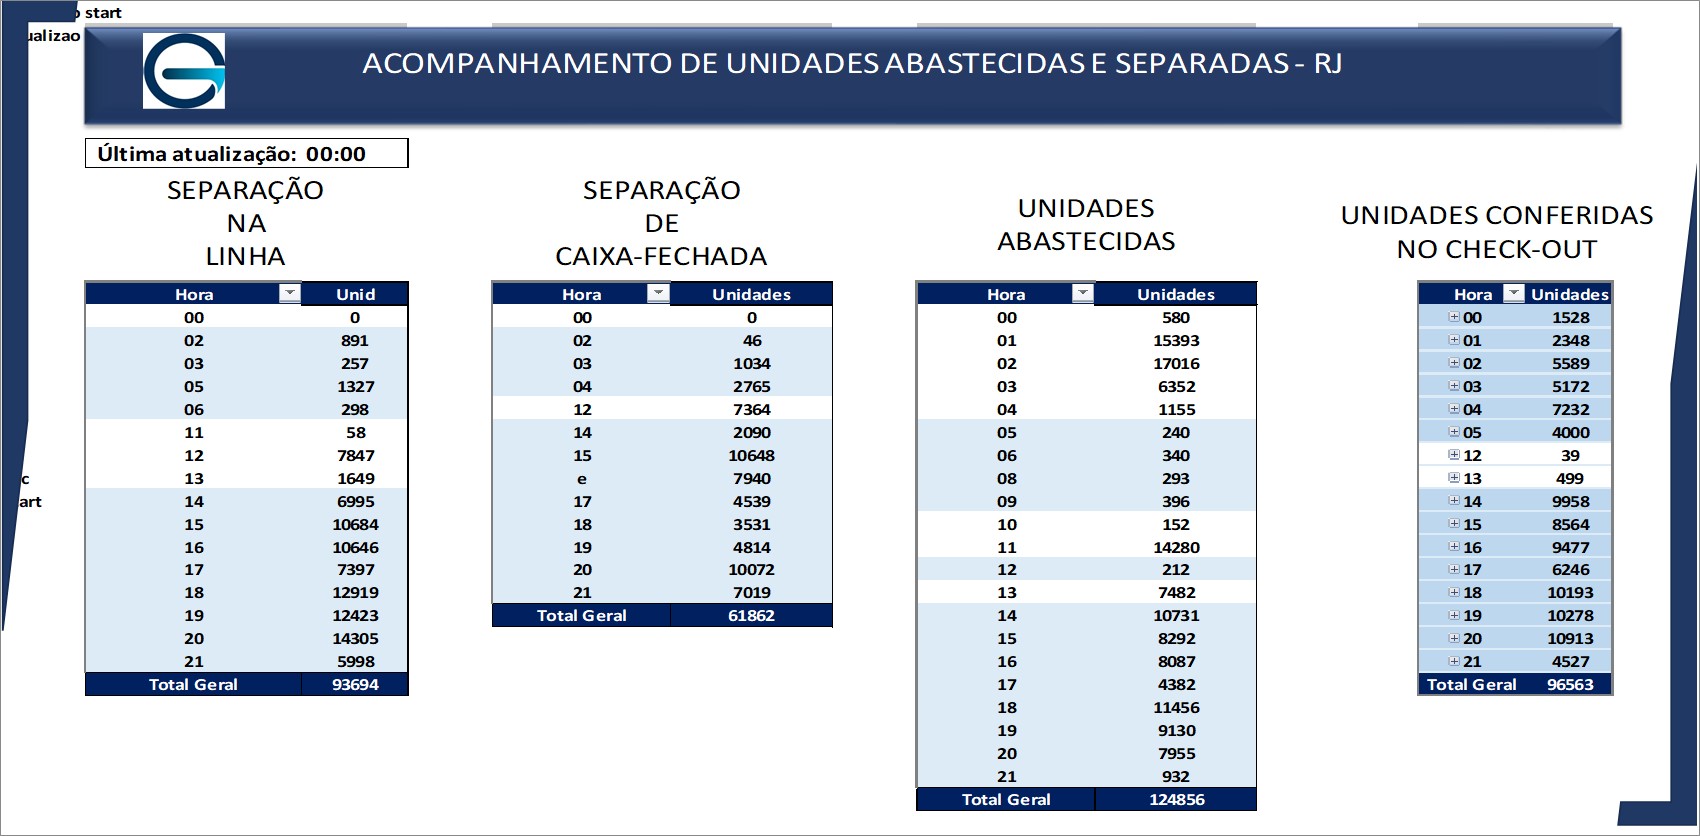 start
ualizao
ACOMPANHAMENTO DE UNIDADES ABASTECIDAS E SEPARADAS - RJ
Última atualização: 00:00
SEPARAÇÃO
NA
LINHA
Hora Unid
00 0
02 891
03 257
05 1327
06 298
11 58
12 7847
13 1649
14 6995
15 10684
16 10646
17 7397
18 12919
19 12423
20 14305
21 5998
Total Geral 93694
SEPARAÇÃO
DE
CAIXA-FECHADA
Hora Unidades
00 0
02 46
03 1034
04 2765
12 7364
14 2090
15 10648
e 7940
17 4539
18 3531
19 4814
20 10072
21 7019
Total Geral 61862
UNIDADES
ABASTECIDAS
Hora Unidades
00 580
01 15393
02 17016
03 6352
04 1155
05 240
06 340
08 293
09 396
10 152
11 14280
12 212
13 7482
14 10731
15 8292
16 8087
17 4382
18 11456
19 9130
20 7955
21 932
Total Geral 124856
UNIDADES CONFERIDAS
NO CHECK-OUT
Hora Unidades
00 1528
01 2348
02 5589
03 5172
04 7232
05 4000
12 39
13 499
14 9958
15 8564
16 9477
17 6246
18 10193
19 10278
20 10913
21 4527
Total Geral 96563
c
art